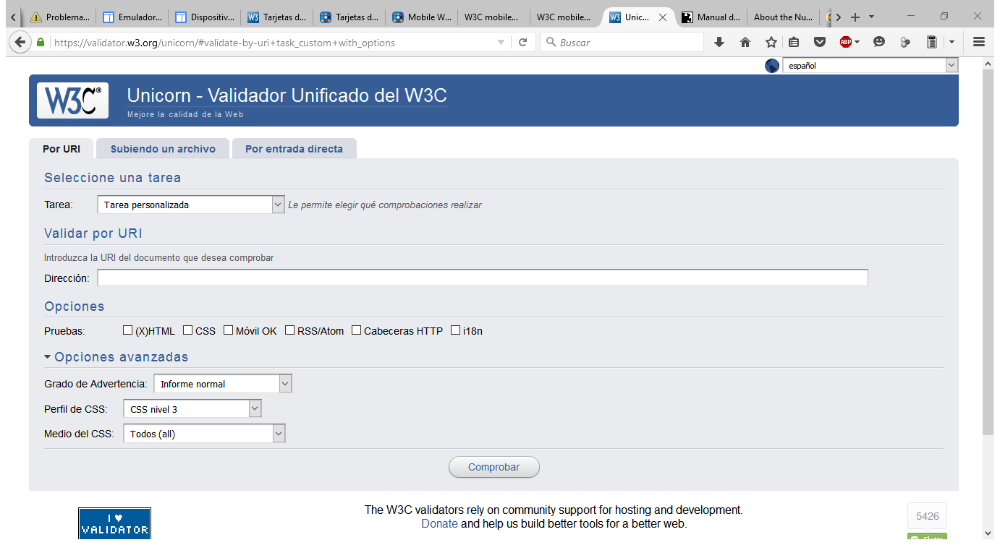 Problema... Emulador... Dispositiv... W3 Tarjetas d... Tarjetas d... Mobile W... W3C mobile... W3C mobile... W3 Unic... Manual d... About the Nu...
https://validator.w3.org/unicorn/#validate-by-uri+task_custom+with_options Buscar ABP
español
W3C® Unicorn - Validador Unificado del W3C
Mejore la calidad de la Web
Por URI Subiendo un archivo Por entrada directa
Seleccione una tarea
Tarea: Tarea personalizada Le permite elegir qué comprobaciones realizar
Validar por URI
Introduzca la URI del documento que desea comprobar
Dirección:
Opciones
Pruebas: (X)HTML CSS Móvil OK RSS/Atom Cabeceras HTTP i18n
Opciones avanzadas
Grado de Advertencia: Informe normal
Perfil de CSS: CSS nivel 3
Medio del CSS: Todos (all)
Comprobar
I ♥
VALIDATOR
The W3C validators rely on community support for hosting and development.
Donate and help us build better tools for a better web.
5426